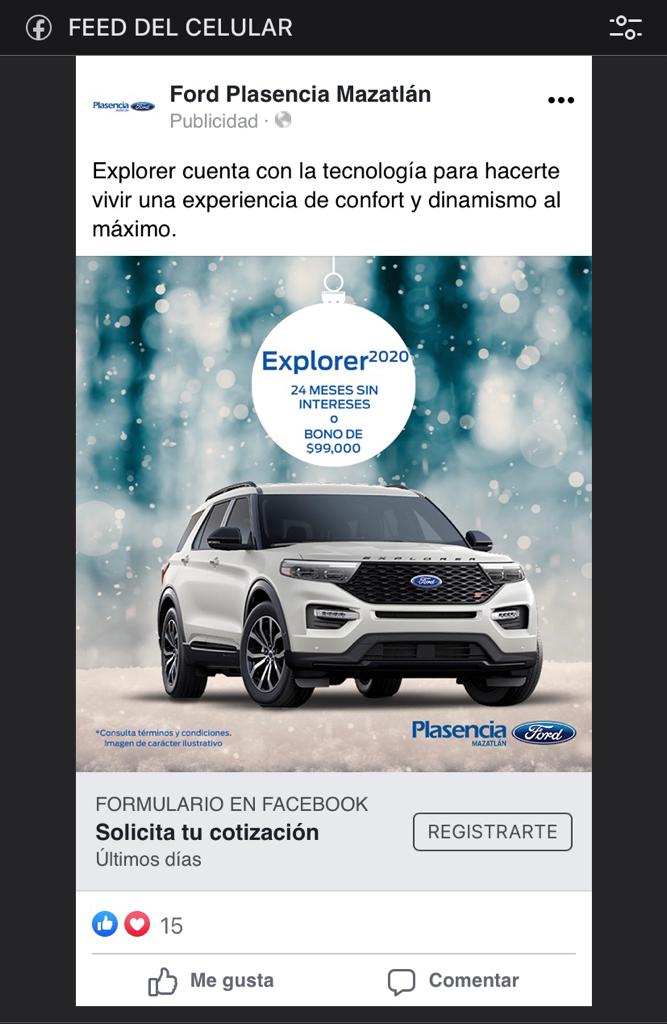 FEED DEL CELULAR
Plasencia Ford
MAZATLÁN
Ford Plasencia Mazatlán
Publicidad ·
Explorer cuenta con la tecnología para hacerte
vivir una experiencia de confort y dinamismo al
máximo.
Explorer2020
24 MESES SIN
INTERESES
o
BONO DE
$99,000
EXPLORER
Ford
*Consulta términos y condiciones.
Imagen de carácter ilustrativo
Plasencia Ford
MAZATLÁN
FORMULARIO EN FACEBOOK
Solicita tu cotización
REGISTRARTE
Últimos días
15
Me gusta
Comentar